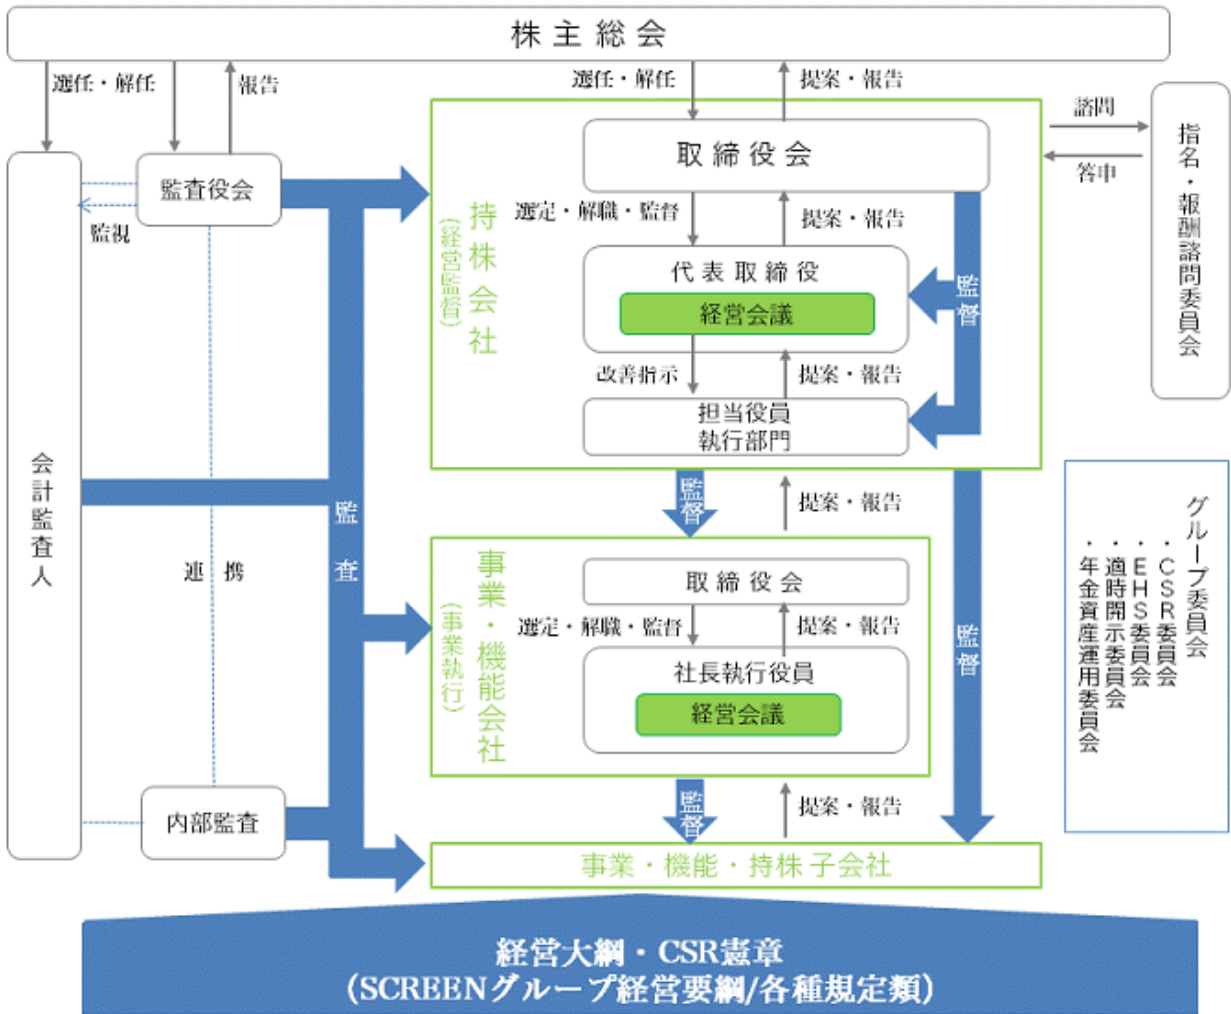 株主総会
選任・解任
報告
選任・解任
提案・報告
諮問
答申
指名・報酬諮問委員会
監査役会
監視
会計監査人
連携
内部監査
監査
持株会社
(経営監督)
取締役会
選定・解職・監督
提案・報告
代表取締役
経営会議
監督
改善指示
提案・報告
担当役員
執行部門
監督
提案・報告
監督
事業・機能会社
(事業執行)
取締役会
選定・解職・監督
提案・報告
社長執行役員
経営会議
監督
提案・報告
事業・機能・持株 子会社
グループ委員会
・CSR委員会
・EHS委員会
・適時開示委員会
・年金資産運用委員会
経営大綱・CSR憲章
（SCREENグループ経営要綱/各種規定類）